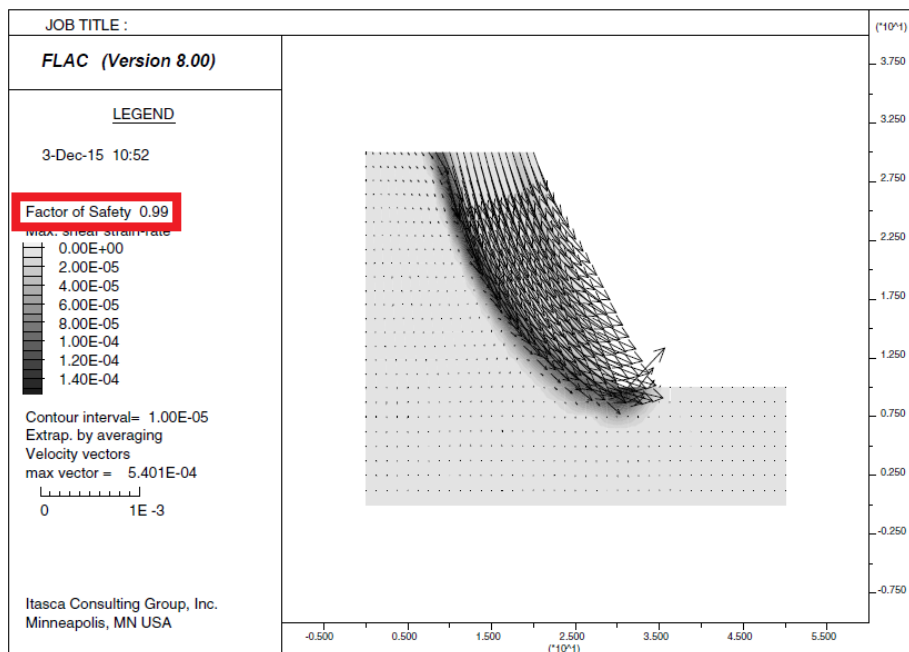 JOB TITLE :
FLAC (Version 8.00)
LEGEND
3-Dec-15 10:52
Factor of Safety 0.99
Max. shear strain-rate
0.00E+00
2.00E-05
4.00E-05
6.00E-05
8.00E-05
1.00E-04
1.20E-04
1.40E-04
Contour interval= 1.00E-05
Extrap. by averaging
Velocity vectors
max vector = 5.401E-04
0 1E -3
Itasca Consulting Group, Inc.
Minneapolis, MN USA
(*10^1)
3.750
3.250
2.750
2.250
1.750
1.250
0.750
0.250
-0.250
-0.750
-0.500 0.500 1.500 2.500 3.500 4.500 5.500
(*10^1)